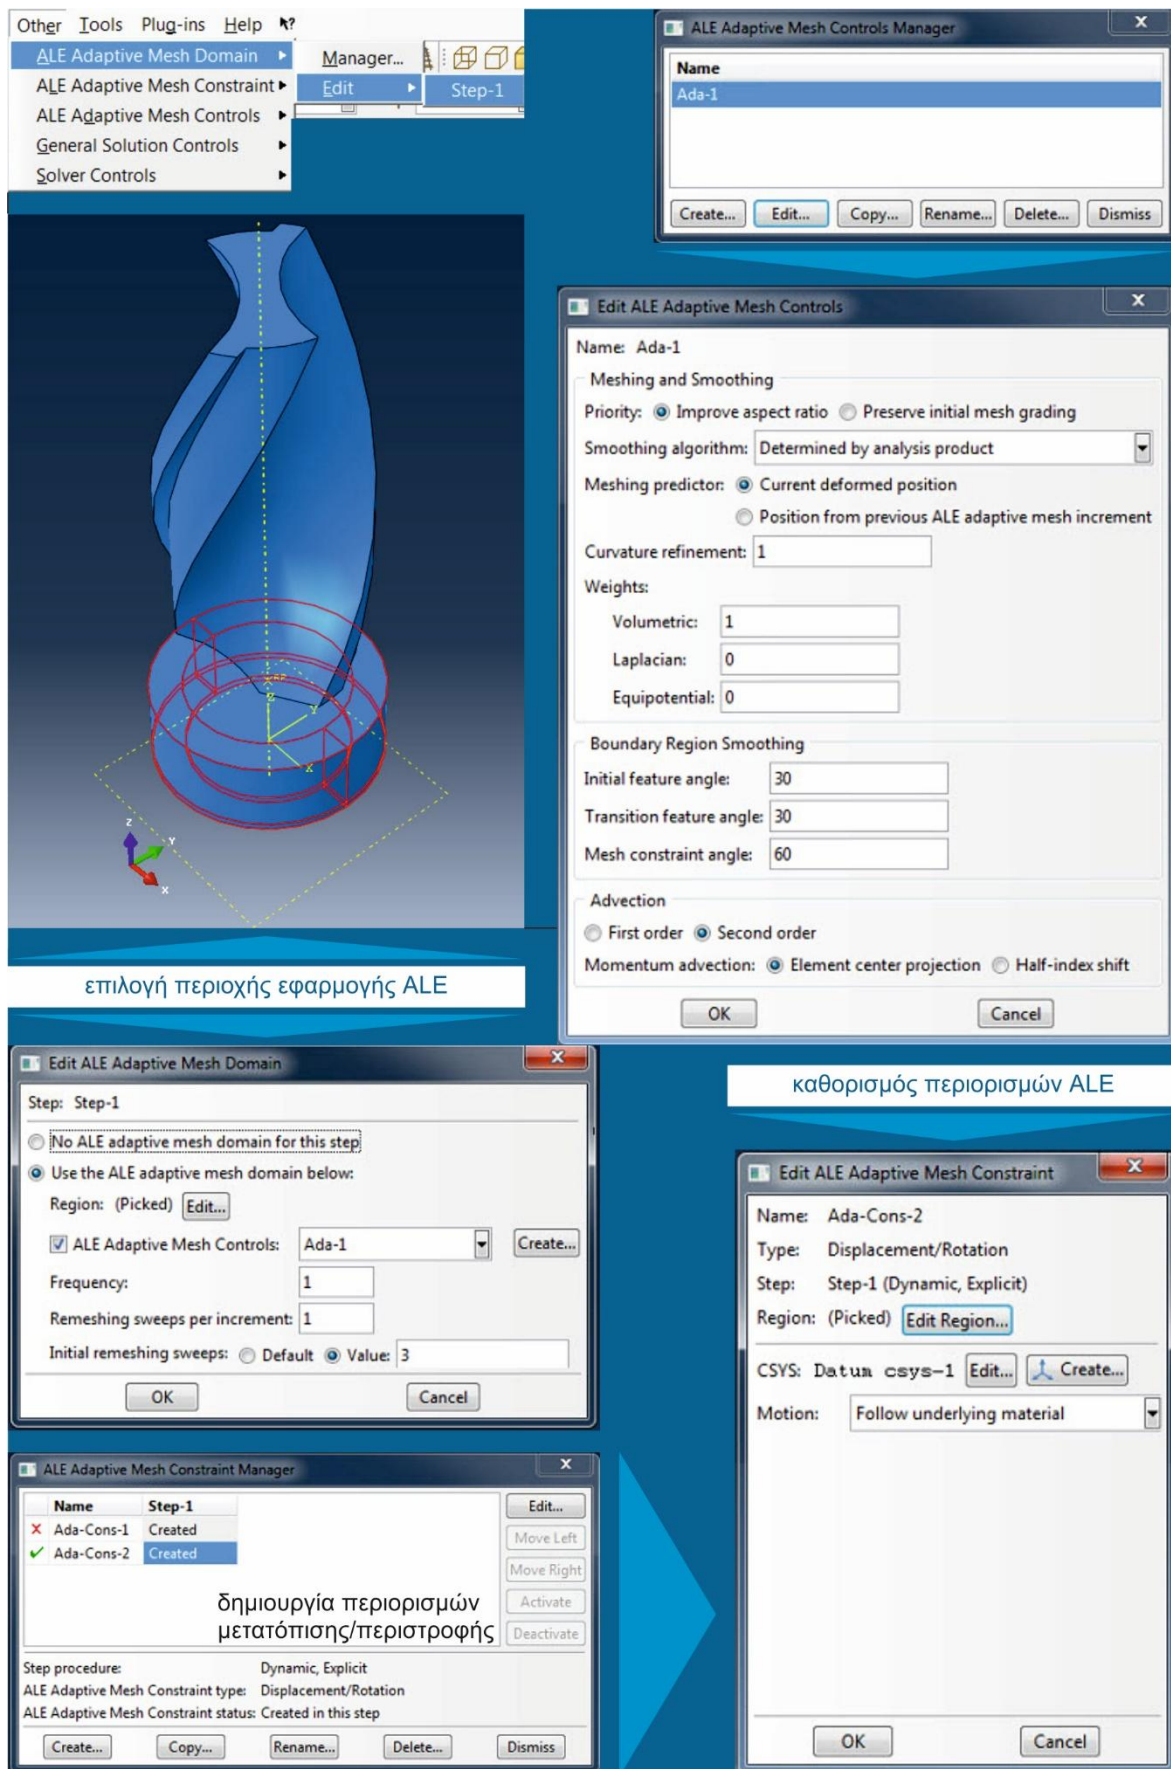 Other Tools Plug-ins Help
ALE Adaptive Mesh Domain
ALE Adaptive Mesh Constraint
ALE Adaptive Mesh Controls
General Solution Controls
Solver Controls
Manager...
Edit
Step-1
ALE Adaptive Mesh Controls Manager
Name
Ada-1
Create... Edit... Copy... Rename... Delete... Dismiss
Z
Y
X
Z
Y
X
επιλογή περιοχής εφαρμογής ALE
Edit ALE Adaptive Mesh Controls
Name: Ada-1
Meshing and Smoothing
Priority: Improve aspect ratio Preserve initial mesh grading
Smoothing algorithm: Determined by analysis product
Meshing predictor: Current deformed position
Position from previous ALE adaptive mesh increment
Curvature refinement: 1
Weights:
Volumetric: 1
Laplacian: 0
Equipotential: 0
Boundary Region Smoothing
Initial feature angle: 30
Transition feature angle: 30
Mesh constraint angle: 60
Advection
First order Second order
Momentum advection: Element center projection Half-index shift
OK Cancel
Edit ALE Adaptive Mesh Domain
Step: Step-1
No ALE adaptive mesh domain for this step
Use the ALE adaptive mesh domain below:
Region: (Picked) Edit...
ALE Adaptive Mesh Controls: Ada-1 Create...
Frequency: 1
Remeshing sweeps per increment: 1
Initial remeshing sweeps: Default Value: 3
OK Cancel
ALE Adaptive Mesh Constraint Manager
Name Step-1
Ada-Cons-1 Created
Ada-Cons-2 Created
Edit...
Move Left
Move Right
Activate
Deactivate
δημιουργία περιορισμών
μετατόπισης/περιστροφής
Step procedure: Dynamic, Explicit
ALE Adaptive Mesh Constraint type: Displacement/Rotation
ALE Adaptive Mesh Constraint status: Created in this step
Create... Copy... Rename... Delete... Dismiss
καθορισμός περιορισμών ALE
Edit ALE Adaptive Mesh Constraint
Name: Ada-Cons-2
Type: Displacement/Rotation
Step: Step-1 (Dynamic, Explicit)
Region: (Picked) Edit Region...
CSYS: Datum csys-1 Edit... Create...
Motion: Follow underlying material
OK Cancel